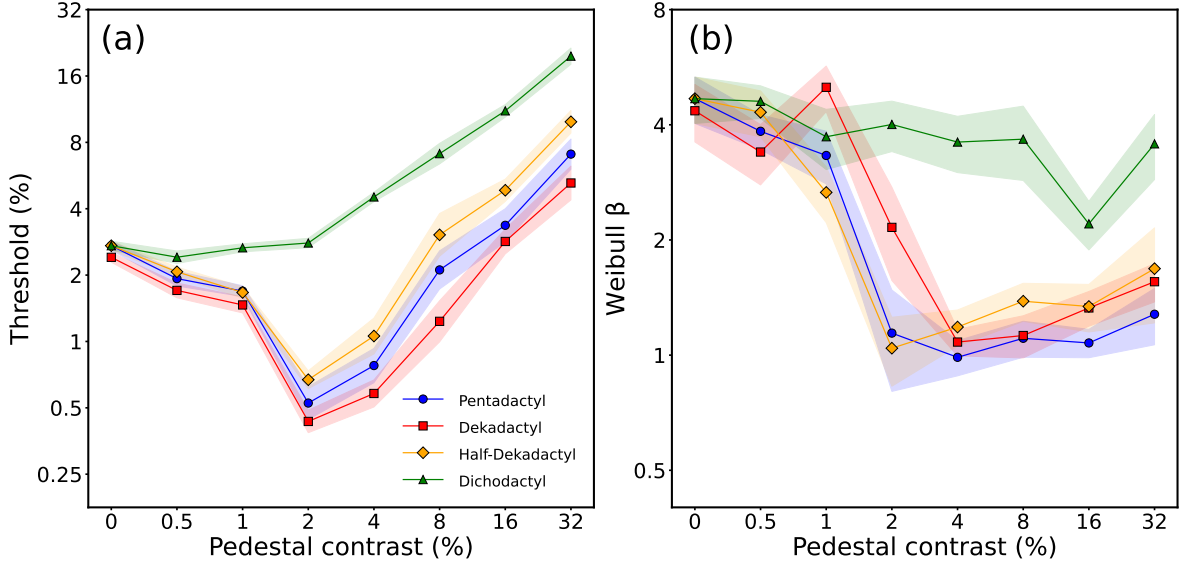 (a)
Threshold (%)
32
16
8
4
2
1
0.5
0.25
Pentadactyl
Dekadactyl
Half-Dekadactyl
Dichodactyl
0 0.5 1 2 4 8 16 32
Pedestal contrast (%)
(b)
Weibull β
8
4
2
1
0.5
0 0.5 1 2 4 8 16 32
Pedestal contrast (%)